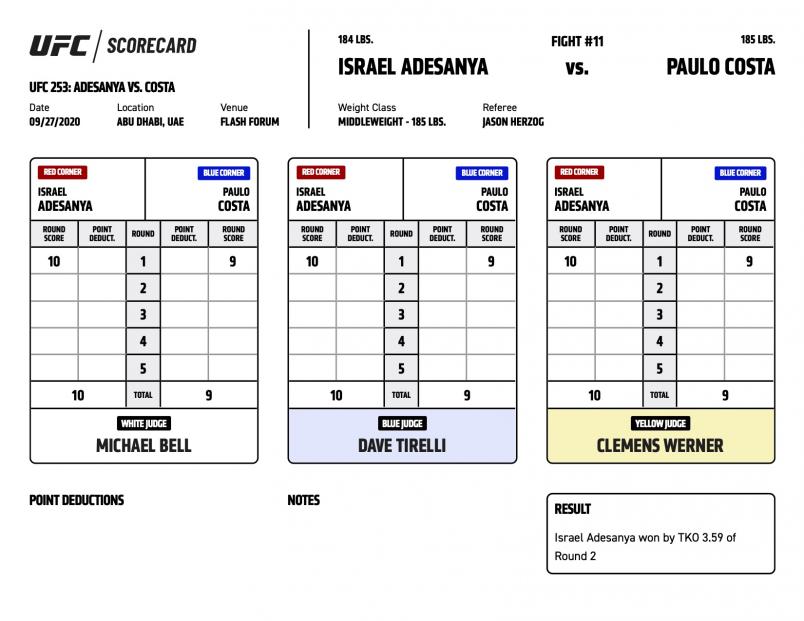 UFC / SCORECARD
UFC 253: ADESANYA VS. COSTA
Date Location Venue
09/27/2020 ABU DHABI, UAE FLASH FORUM
184 LBS. FIGHT #11 185 LBS.
ISRAEL ADESANYA vs. PAULO COSTA
Weight Class Referee
MIDDLEWEIGHT - 185 LBS. JASON HERZOG
RED CORNER BLUE CORNER
ISRAEL PAULO
ADESANYA COSTA
ROUND SCORE POINT DEDUCT. ROUND POINT DEDUCT. ROUND SCORE
10 1 9
2
3
4
5
10 TOTAL 9
WHITE JUDGE
MICHAEL BELL
RED CORNER BLUE CORNER
ISRAEL PAULO
ADESANYA COSTA
ROUND SCORE POINT DEDUCT. ROUND POINT DEDUCT. ROUND SCORE
10 1 9
2
3
4
5
10 TOTAL 9
BLUE JUDGE
DAVE TIRELLI
RED CORNER BLUE CORNER
ISRAEL PAULO
ADESANYA COSTA
ROUND SCORE POINT DEDUCT. ROUND POINT DEDUCT. ROUND SCORE
10 1 9
2
3
4
5
10 TOTAL 9
YELLOW JUDGE
CLEMENS WERNER
POINT DEDUCTIONS
NOTES
RESULT
Israel Adesanya won by TKO 3.59 of
Round 2